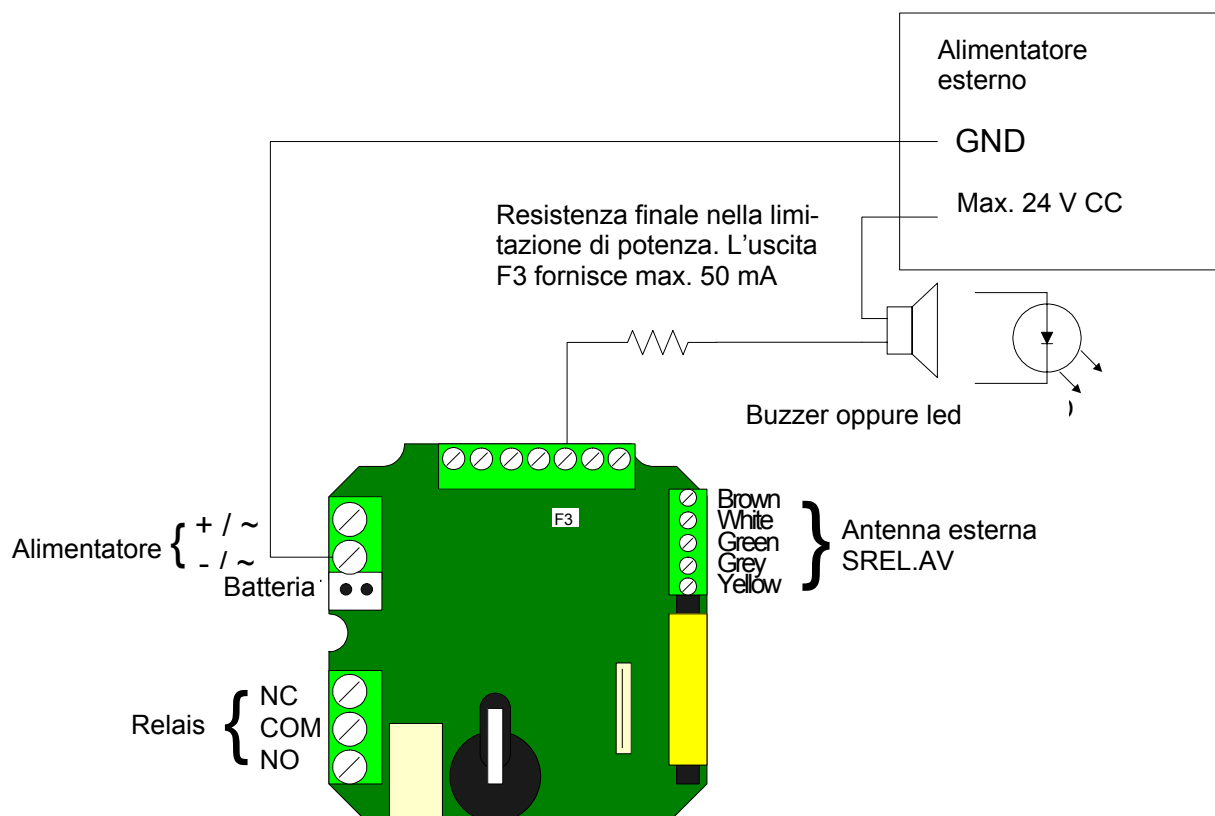 Alimentatore
esterno
GND
Max. 24 V CC
Resistenza finale nella limi-
tazione di potenza. L'uscita
F3 fornisce max. 50 mA
Buzzer oppure led
F3
Alimentatore { + / ~
- / ~
Batteria
Brown
White
Green
Grey
Yellow
} Antenna esterna
SREL.AV
Relais { NC
COM
NO